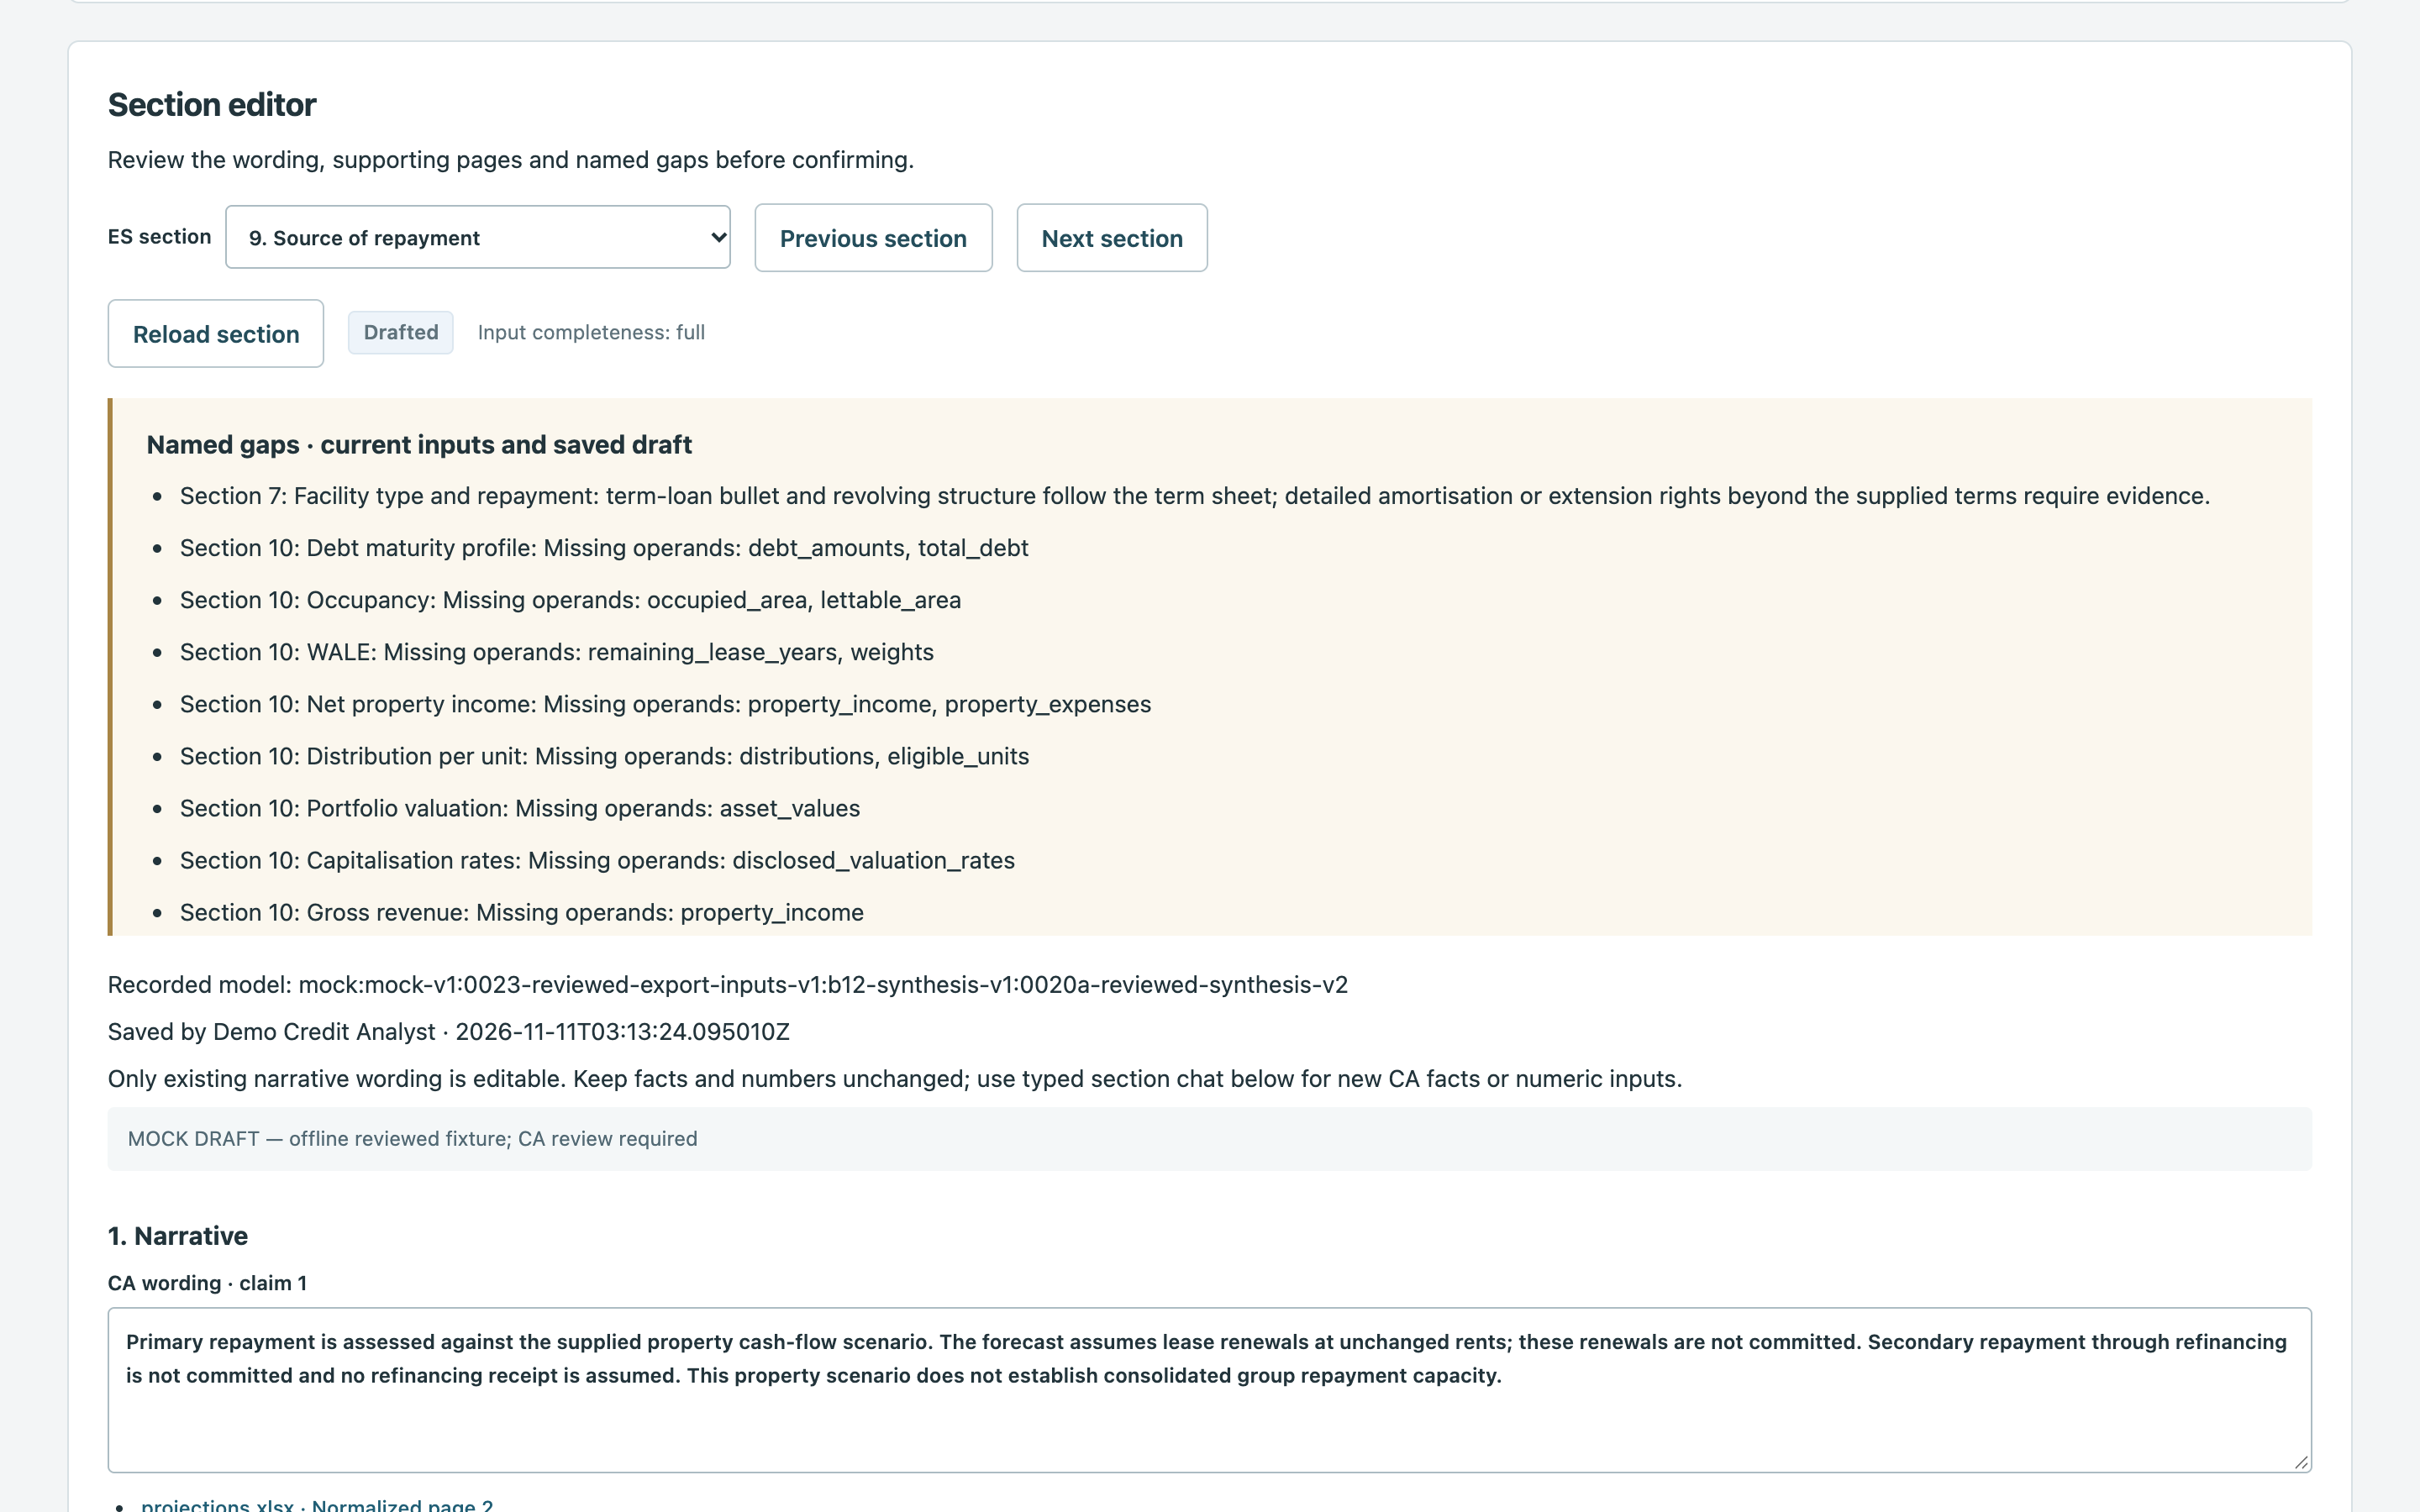 Section editor
Review the wording, supporting pages and named gaps before confirming.
ES section
9. Source of repayment
Previous section
Next section
Reload section
Drafted
Input completeness: full
Named gaps · current inputs and saved draft
• Section 7: Facility type and repayment: term-loan bullet and revolving structure follow the term sheet; detailed amortisation or extension rights beyond the supplied terms require evidence.
• Section 10: Debt maturity profile: Missing operands: debt_amounts, total_debt
• Section 10: Occupancy: Missing operands: occupied_area, lettable_area
• Section 10: WALE: Missing operands: remaining_lease_years, weights
• Section 10: Net property income: Missing operands: property_income, property_expenses
• Section 10: Distribution per unit: Missing operands: distributions, eligible_units
• Section 10: Portfolio valuation: Missing operands: asset_values
• Section 10: Capitalisation rates: Missing operands: disclosed_valuation_rates
• Section 10: Gross revenue: Missing operands: property_income
Recorded model: mock:mock-v1:0023-reviewed-export-inputs-v1:b12-synthesis-v1:0020a-reviewed-synthesis-v2
Saved by Demo Credit Analyst · 2026-11-11T03:13:24.095010Z
Only existing narrative wording is editable. Keep facts and numbers unchanged; use typed section chat below for new CA facts or numeric inputs.
MOCK DRAFT — offline reviewed fixture; CA review required
1. Narrative
CA wording · claim 1
Primary repayment is assessed against the supplied property cash-flow scenario. The forecast assumes lease renewals at unchanged rents; these renewals are not committed. Secondary repayment through refinancing
is not committed and no refinancing receipt is assumed. This property scenario does not establish consolidated group repayment capacity.
• projections.xlsx · Normalized page 2